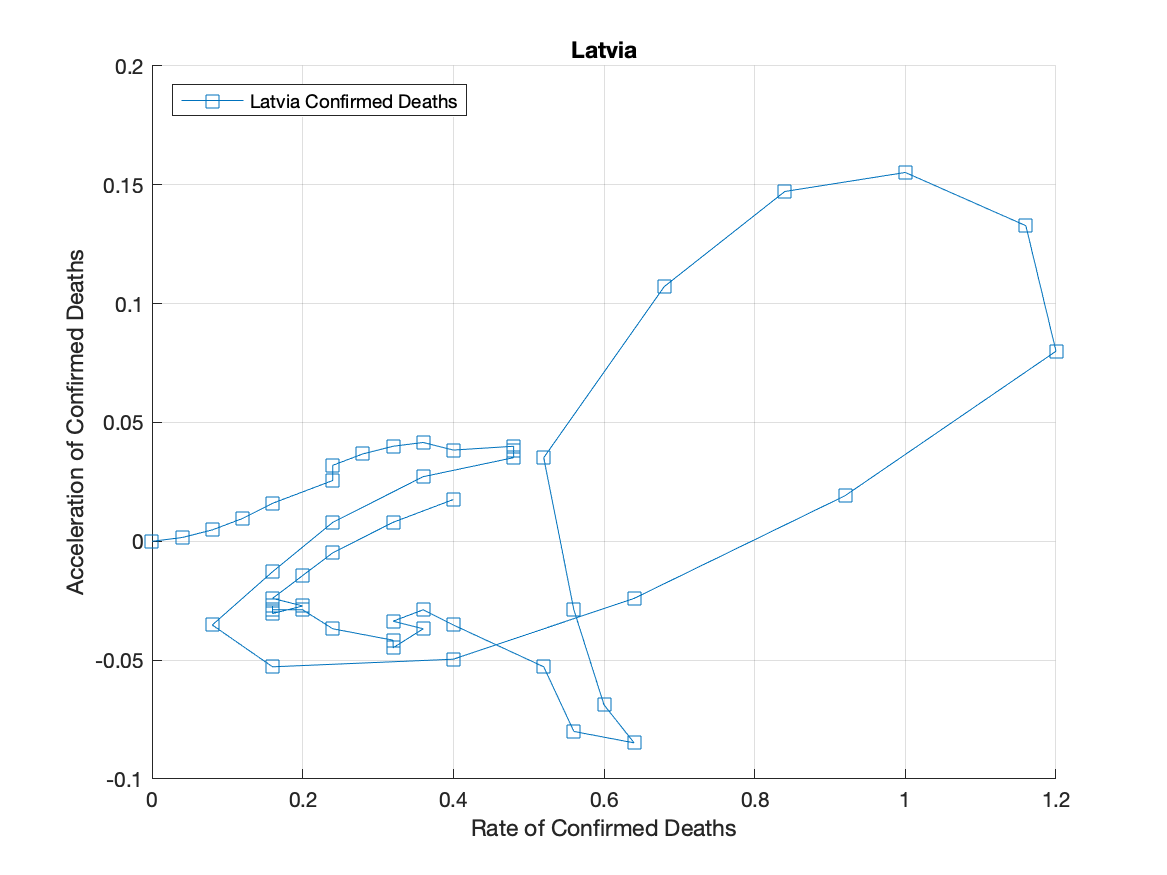 Latvia
Latvia Confirmed Deaths
Acceleration of Confirmed Deaths
0.2
0.15
0.1
0.05
0
-0.05
-0.1
0 0.2 0.4 0.6 0.8 1 1.2
Rate of Confirmed Deaths